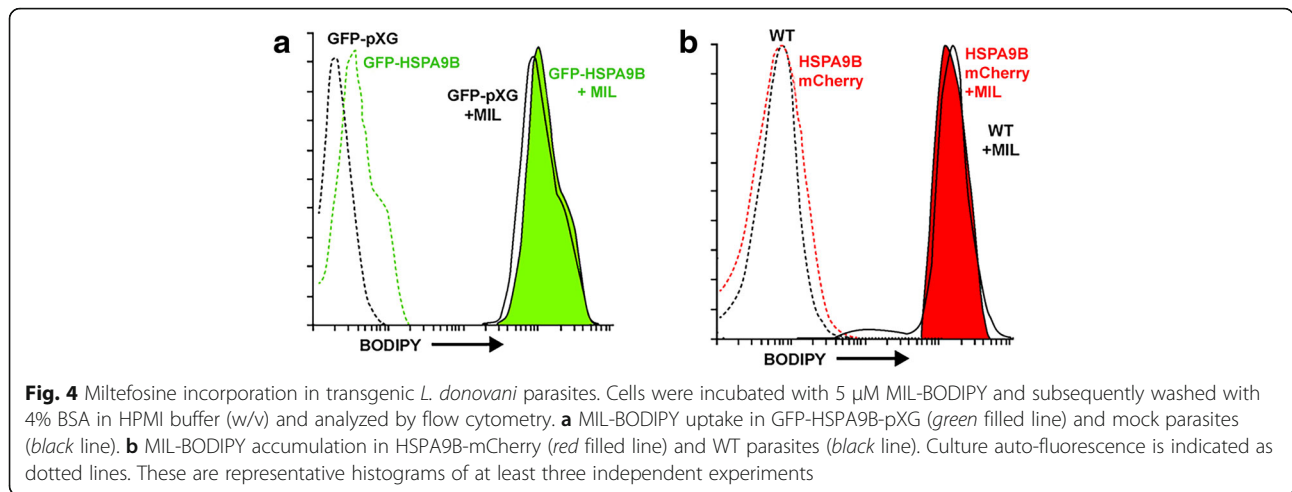 a
GFP-pXG
GFP-HSPA9B
GFP-pXG
+MIL
GFP-HSPA9B
+ MIL
BODIPY
b
WT
HSPA9B
mCherry
HSPA9B
mCherry
+MIL
WT
+MIL
BODIPY
Fig. 4 Miltefosine incorporation in transgenic L. donovani parasites. Cells were incubated with 5 μM MIL-BODIPY and subsequently washed with
4% BSA in HPMI buffer (w/v) and analyzed by flow cytometry. a MIL-BODIPY uptake in GFP-HSPA9B-pXG (green filled line) and mock parasites
(black line). b MIL-BODIPY accumulation in HSPA9B-mCherry (red filled line) and WT parasites (black line). Culture auto-fluorescence is indicated as
dotted lines. These are representative histograms of at least three independent experiments